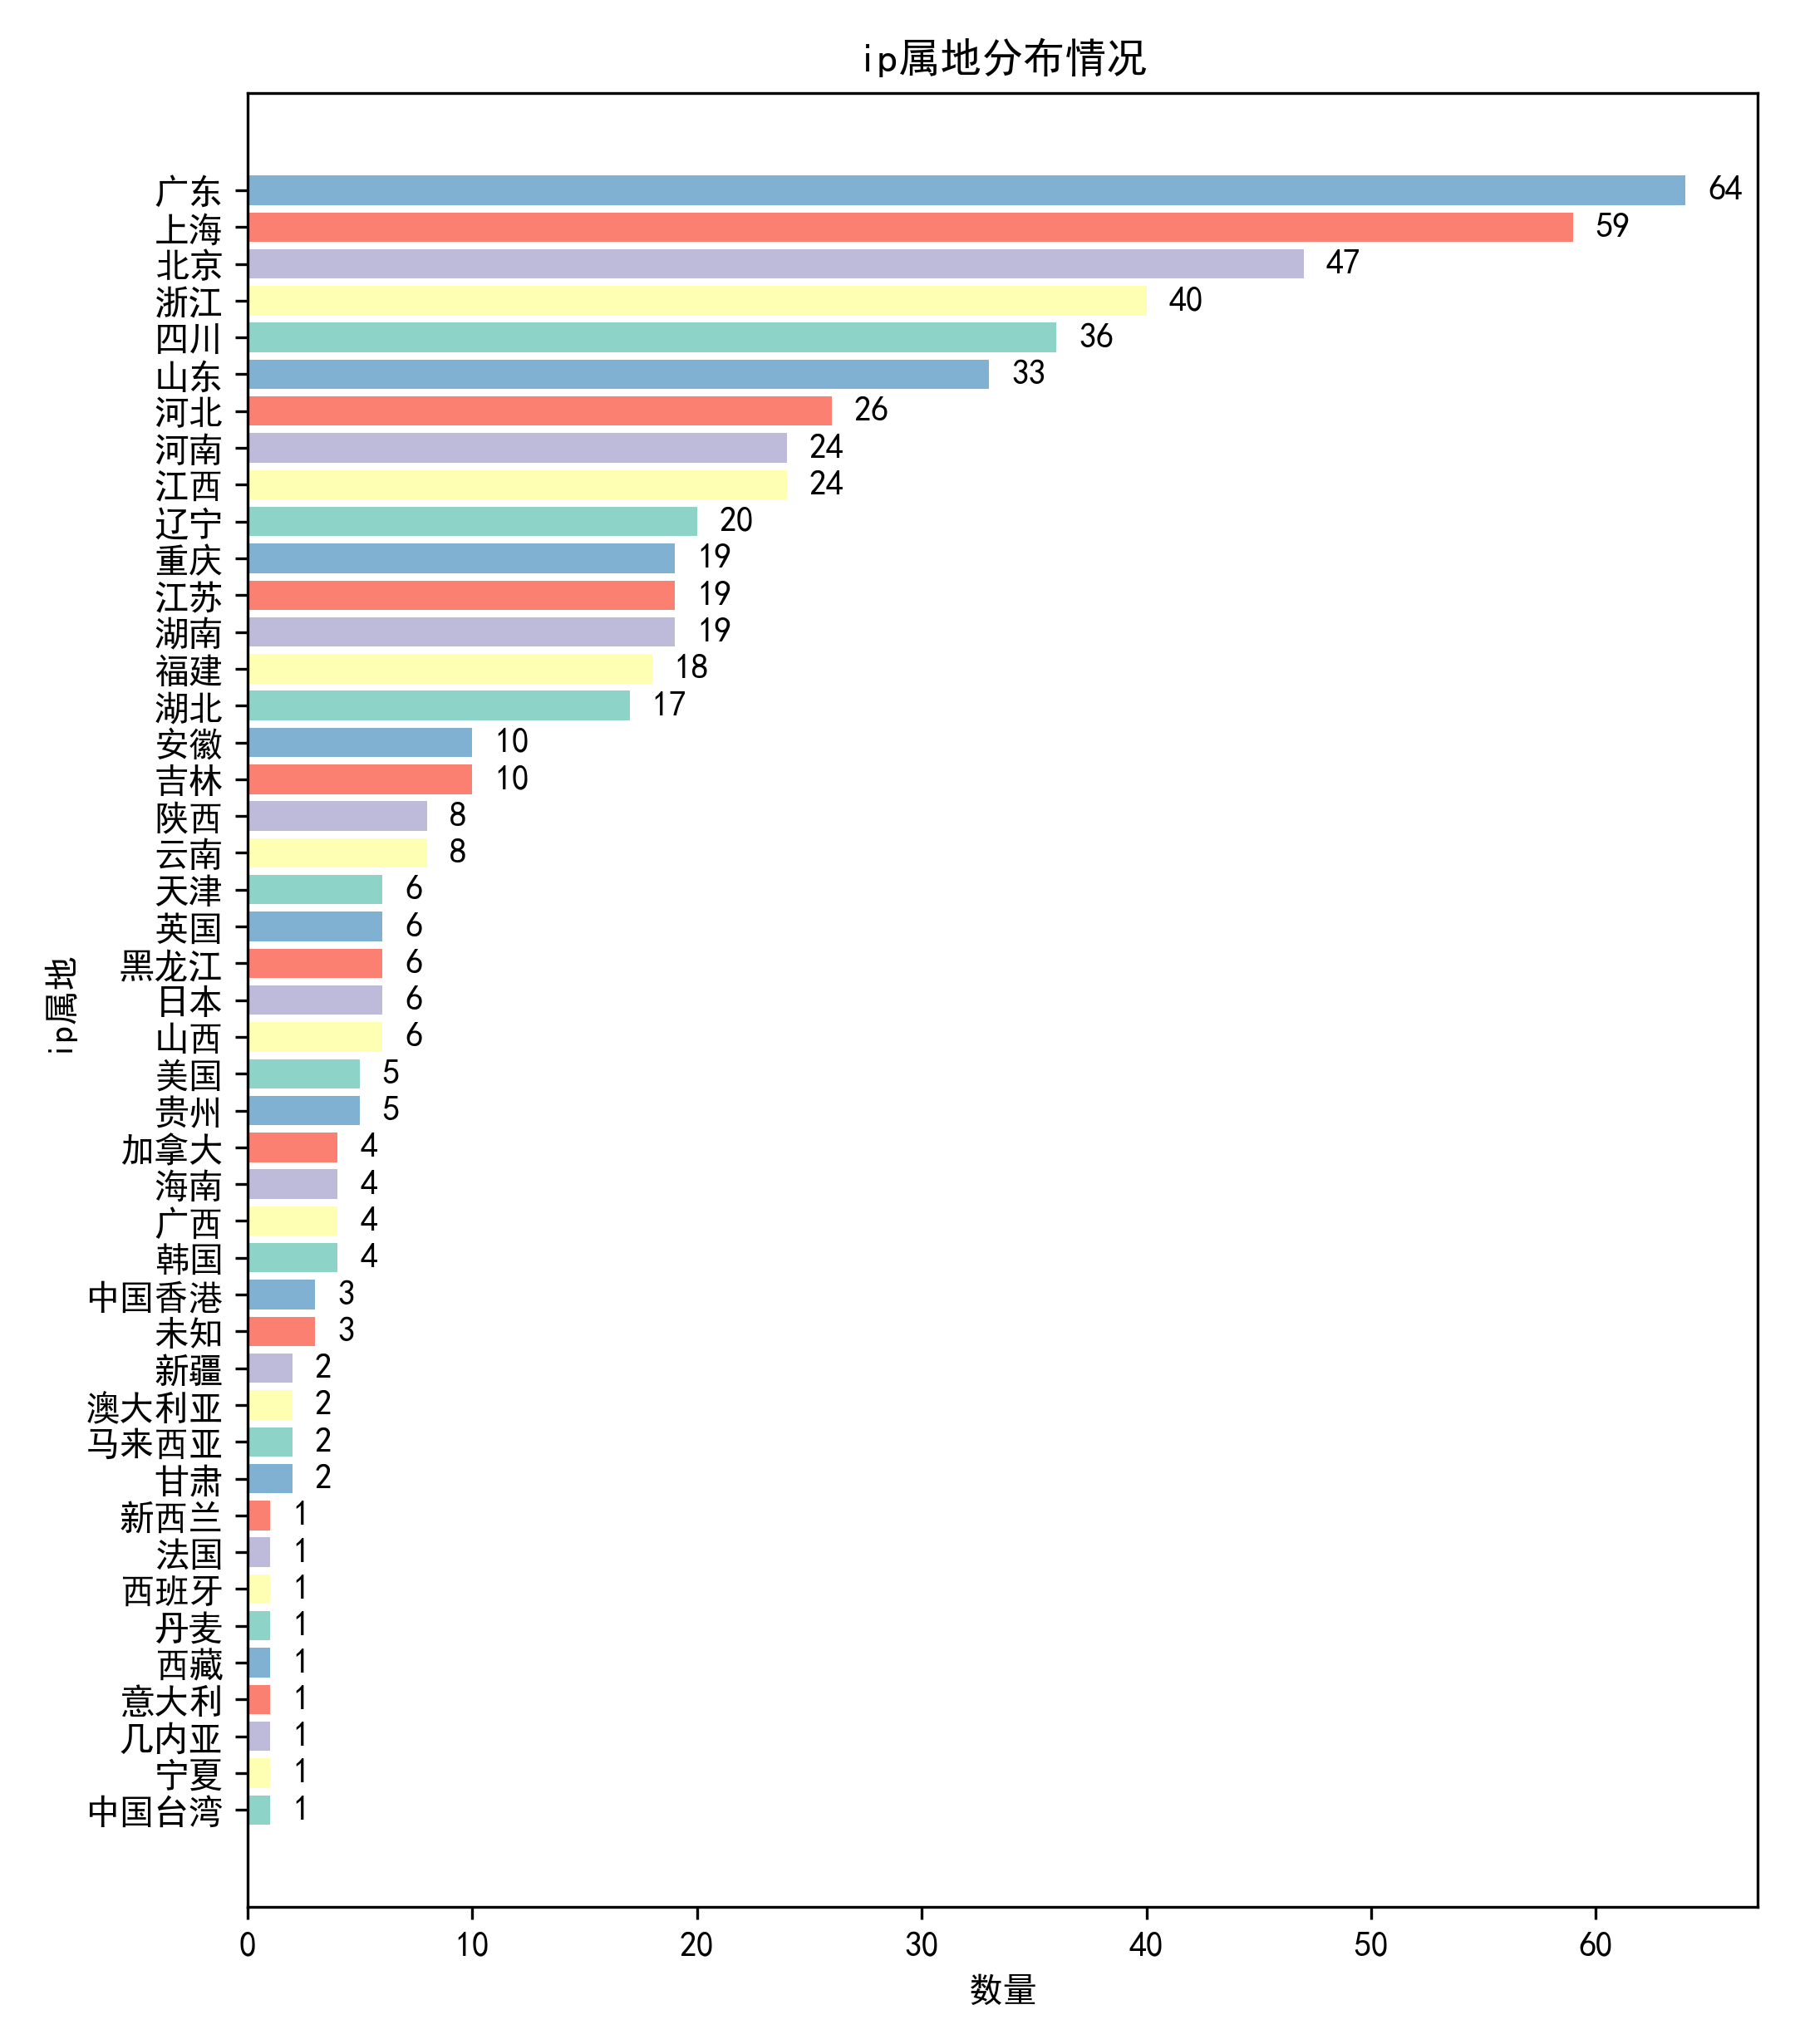 ip属地分布情况
广东 64
上海 59
北京 47
浙江 40
四川 36
山东 33
河北 26
河南 24
江西 24
辽宁 20
重庆 19
江苏 19
湖南 19
福建 18
湖北 17
安徽 10
吉林 10
陕西 8
云南 8
天津 6
英国 6
黑龙江 6
日本 6
山西 6
美国 5
贵州 5
加拿大 4
海南 4
广西 4
韩国 4
中国香港 3
未知 3
新疆 2
澳大利亚 2
马来西亚 2
甘肃 2
新西兰 1
法国 1
西班牙 1
丹麦 1
西藏 1
意大利 1
几内亚 1
宁夏 1
中国台湾 1
ip属地
0 10 20 30 40 50 60
数量